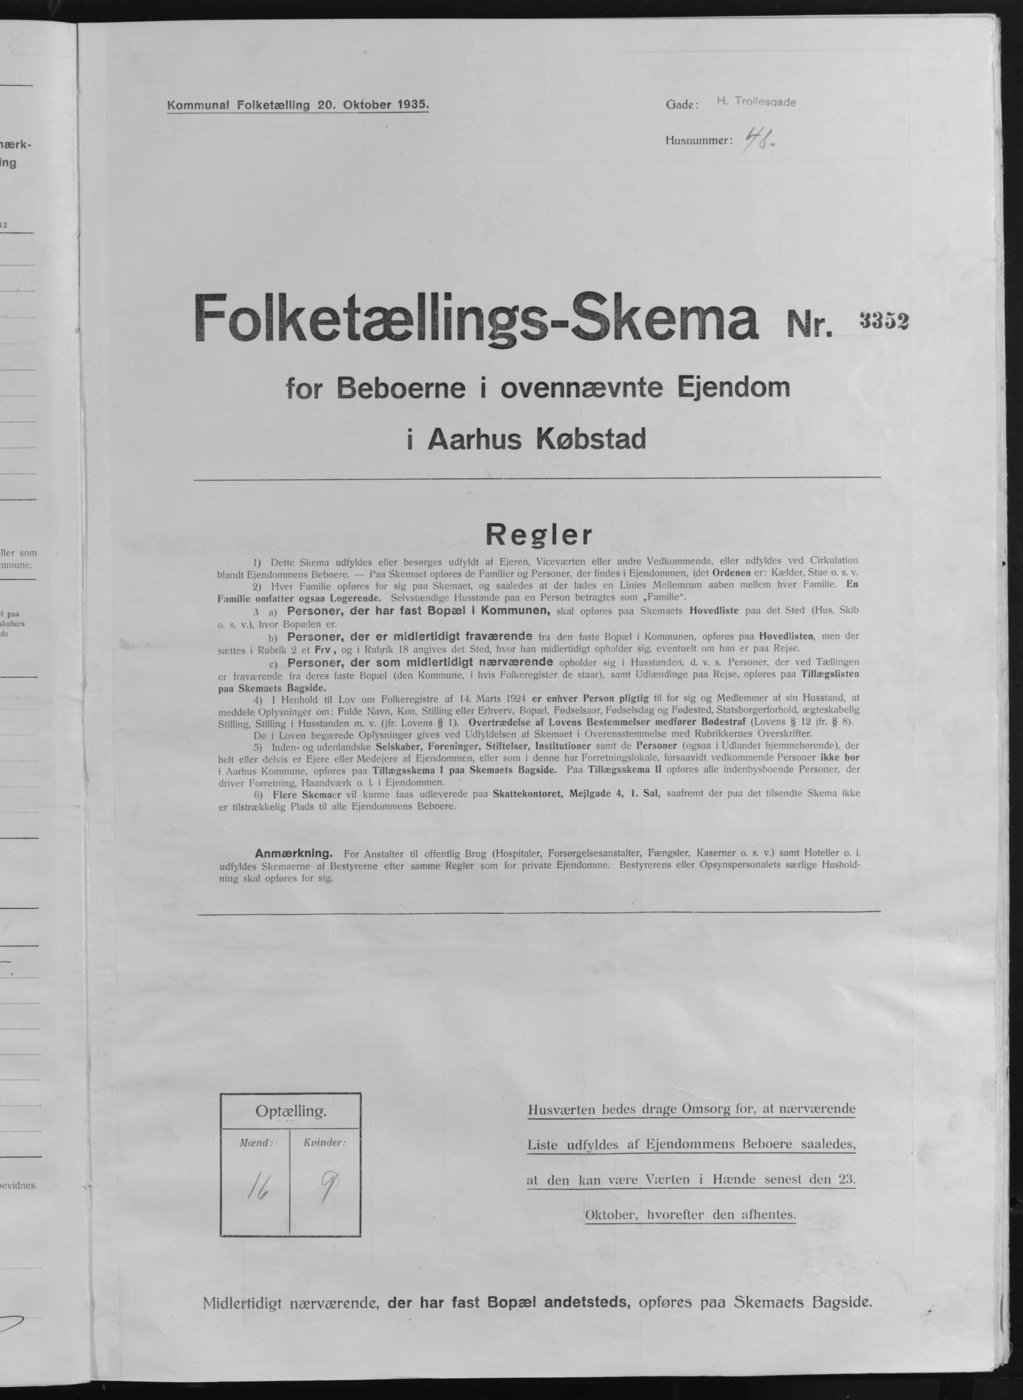 nærk-
ing
12
Kommunal Folketælling 20. Oktober 1935.
Gade: H. Trollesgade
Husnummer: 48.
Folketællings-Skema Nr. 3352
for Beboerne i ovennævnte Ejendom
i Aarhus Købstad
Regler
1) Dette Skema udfyldes eller besørges udfyldt af Ejeren, Viceværten eller andre Vedkommende, eller udfyldes ved Cirkulation
blandt Ejendommens Beboere. — Paa Skemaet opføres de Familier og Personer, der findes i Ejendommen, idet Ordenen er: Kælder, Stue o. s. v.
2) Hver Familie opføres for sig paa Skemaet, og saaledes at der lades en Linies Mellemrum aaben mellem hver Familie. En
Familie omfatter ogsaa Logerende. Selvstændige Husstande paa en Person betragtes som „Familie“.
3 a) Personer, der har fast Bopæl i Kommunen, skal opføres paa Skemaets Hovedliste paa det Sted (Hus, Skib
o. s. v.), hvor Bopælen er.
b) Personer, der er midlertidigt fraværende fra den faste Bopæl i Kommunen, opføres paa Hovedlisten, men der
sættes i Rubrik 2 et Frv, og i Rubrik 18 angives det Sted, hvor han midlertidigt opholder sig, eventuelt om han er paa Rejse.
c) Personer, der som midlertidigt nærværende opholder sig i Husstanden, d. v. s. Personer, der ved Tællingen
er fraværende fra deres faste Bopæl (den Kommune, i hvis Folkeregister de staar), samt Udlændinge paa Rejse, opføres paa Tillægslisten
paa Skemaets Bagside.
4) I Henhold til Lov om Folkeregistre af 14. Marts 1924 er enhver Person pligtig til for sig og Medlemmer af sin Husstand, at
meddele Oplysninger om: Fulde Navn, Køn, Stilling eller Erhverv, Bopæl, Fødselsaar, Fødselsdag og Fødested, Statsborgerforhold, ægteskabelig
Stilling, Stilling i Husstanden m. v. (jfr. Lovens § 1). Overtrædelse af Lovens Bestemmelser medfører Bødestraf (Lovens § 12 jfr. § 8).
De i Loven begærede Oplysninger gives ved Udfyldelsen af Skemaet i Overensstemmelse med Rubrikkernes Overskrifter.
5) Inden- og udenlandske Selskaber, Foreninger, Stiftelser, Institutioner samt de Personer (ogsaa i Udlandet hjemmehørende), der
helt eller delvis er Ejere eller Medejere af Ejendommen, eller som i denne har Forretningslokale, forsaavidt vedkommende Personer ikke bor
i Aarhus Kommune, opføres paa Tillægsskema I paa Skemaets Bagside. Paa Tillægsskema II opføres alle indenbysboende Personer, der
driver Forretning, Haandværk o. l. i Ejendommen.
6) Flere Skemaer vil kunne faas udleverede paa Skattekontoret, Mejlgade 4, 1. Sal, saafremt der paa det tilsendte Skema ikke
er tilstrækkelig Plads til alle Ejendommens Beboere.
Anmærkning. For Anstalter til offentlig Brug (Hospitaler, Forsørgelsesanstalter, Fængsler, Kaserner o. s. v.) samt Hoteller o. l.
udfyldes Skemaerne af Bestyrerne efter samme Regler som for private Ejendomme. Bestyrerens eller Opsynspersonalets særlige Hushold-
ning skal opføres for sig.
ller som
mmune.
l paa
skabers
de
evidnes.
Optælling.
Mænd: Kvinder:
16 9
Husværten bedes drage Omsorg for, at nærværende
Liste udfyldes af Ejendommens Beboere saaledes,
at den kan være Værten i Hænde senest den 23.
Oktober, hvorefter den afhentes.
Midlertidigt nærværende, der har fast Bopæl andetsteds, opføres paa Skemaets Bagside.